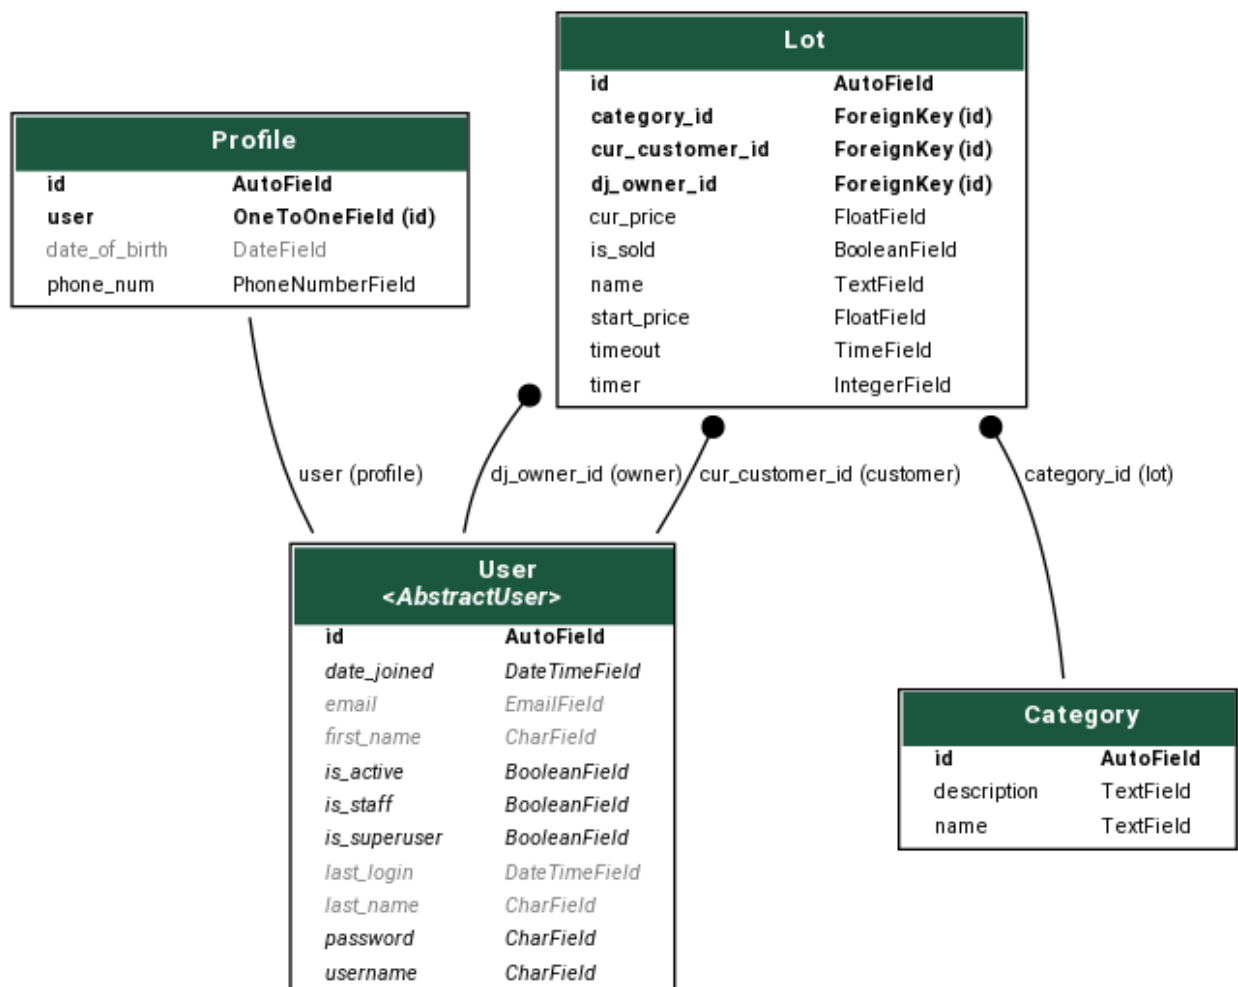 Lot
id AutoField
category_id ForeignKey (id)
cur_customer_id ForeignKey (id)
dj_owner_id ForeignKey (id)
cur_price FloatField
is_sold BooleanField
name TextField
start_price FloatField
timeout TimeField
timer IntegerField
Profile
id AutoField
user OneToOneField (id)
date_of_birth DateField
phone_num PhoneNumberField
user (profile)
dj_owner_id (owner)
cur_customer_id (customer)
category_id (lot)
User
<AbstractUser>
id AutoField
date_joined DateTimeField
email EmailField
first_name CharField
is_active BooleanField
is_staff BooleanField
is_superuser BooleanField
last_login DateTimeField
last_name CharField
password CharField
username CharField
Category
id AutoField
description TextField
name TextField